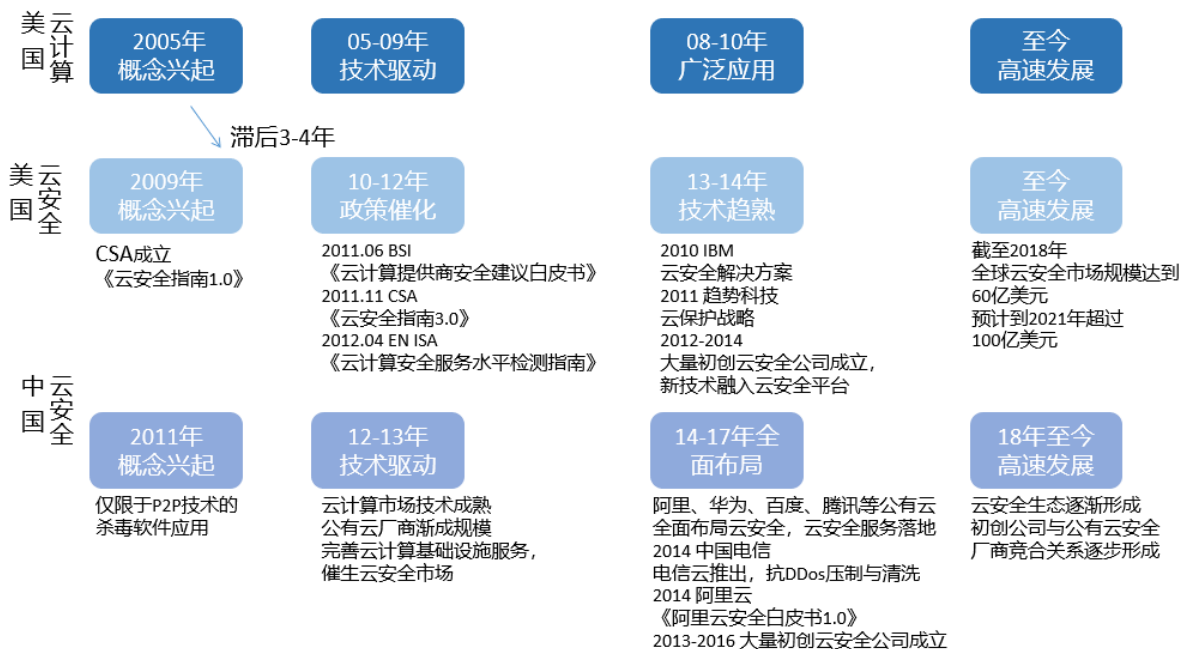 美国
云计算
2005年
概念兴起
05-09年
技术驱动
08-10年
广泛应用
至今
高速发展
滞后3-4年
美国
云安全
2009年
概念兴起
CSA成立
《云安全指南1.0》
10-12年
政策催化
2011.06 BSI
《云计算提供商安全建议白皮书》
2011.11 CSA
《云安全指南3.0》
2012.04 EN ISA
《云计算安全服务水平检测指南》
13-14年
技术趋熟
2010 IBM
云安全解决方案
2011 趋势科技
云保护战略
2012-2014
大量初创云安全公司成立，
新技术融入云安全平台
至今
高速发展
截至2018年
全球云安全市场规模达到
60亿美元
预计到2021年超过
100亿美元
中国
云安全
2011年
概念兴起
仅限于P2P技术的
杀毒软件应用
12-13年
技术驱动
云计算市场技术成熟
公有云厂商渐成规模
完善云计算基础设施服务，
催生云安全市场
14-17年全
面布局
阿里、华为、百度、腾讯等公有云
全面布局云安全，云安全服务落地
2014 中国电信
电信云推出，抗DDos压制与清洗
2014 阿里云
《阿里云安全白皮书1.0》
2013-2016 大量初创云安全公司成立
18年至今
高速发展
云安全生态逐渐形成
初创公司与公有云安全
厂商竞合关系逐步形成